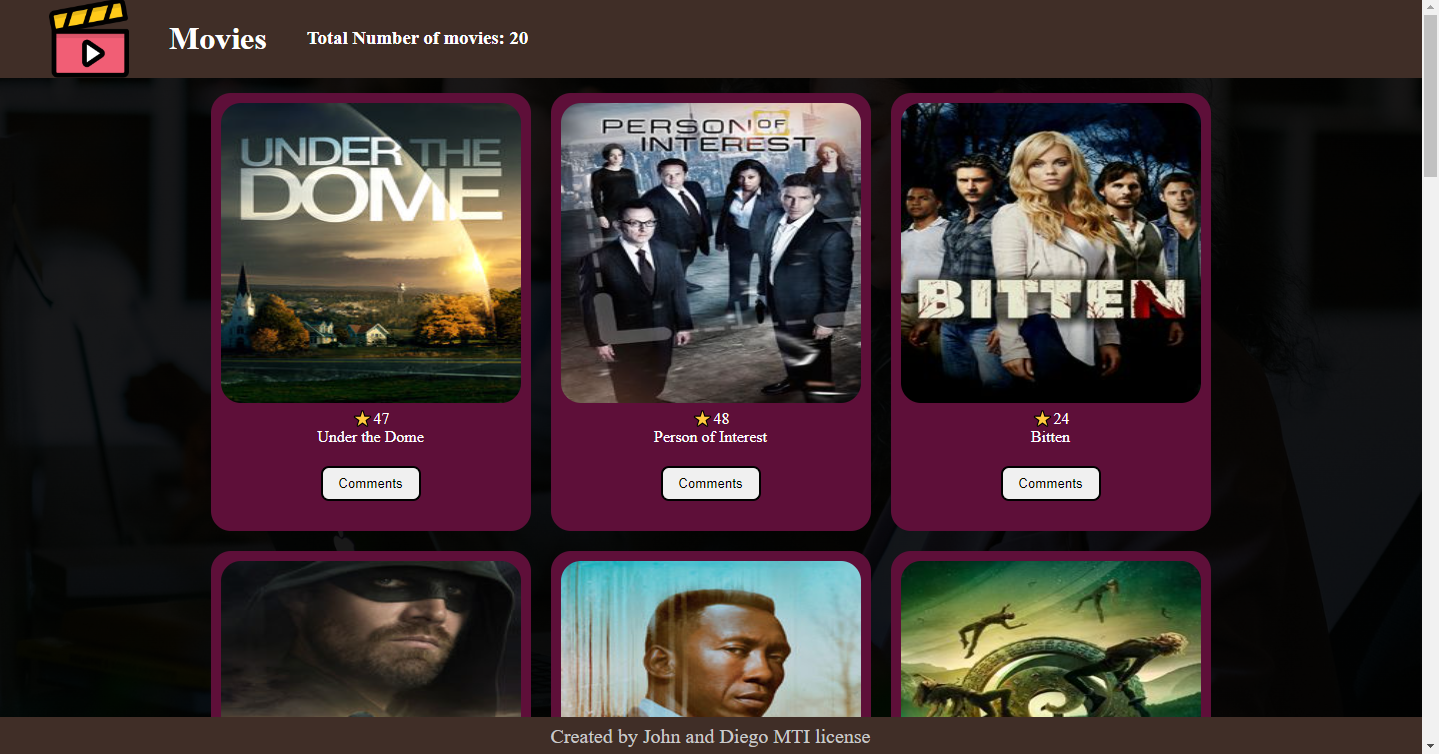 Movies
Total Number of movies: 20
UNDER THE
DOME
PERSON OF
INTEREST
BITTEN
47
Under the Dome
48
Person of Interest
24
Bitten
Comments
Comments
Comments
Created by John and Diego MTI license